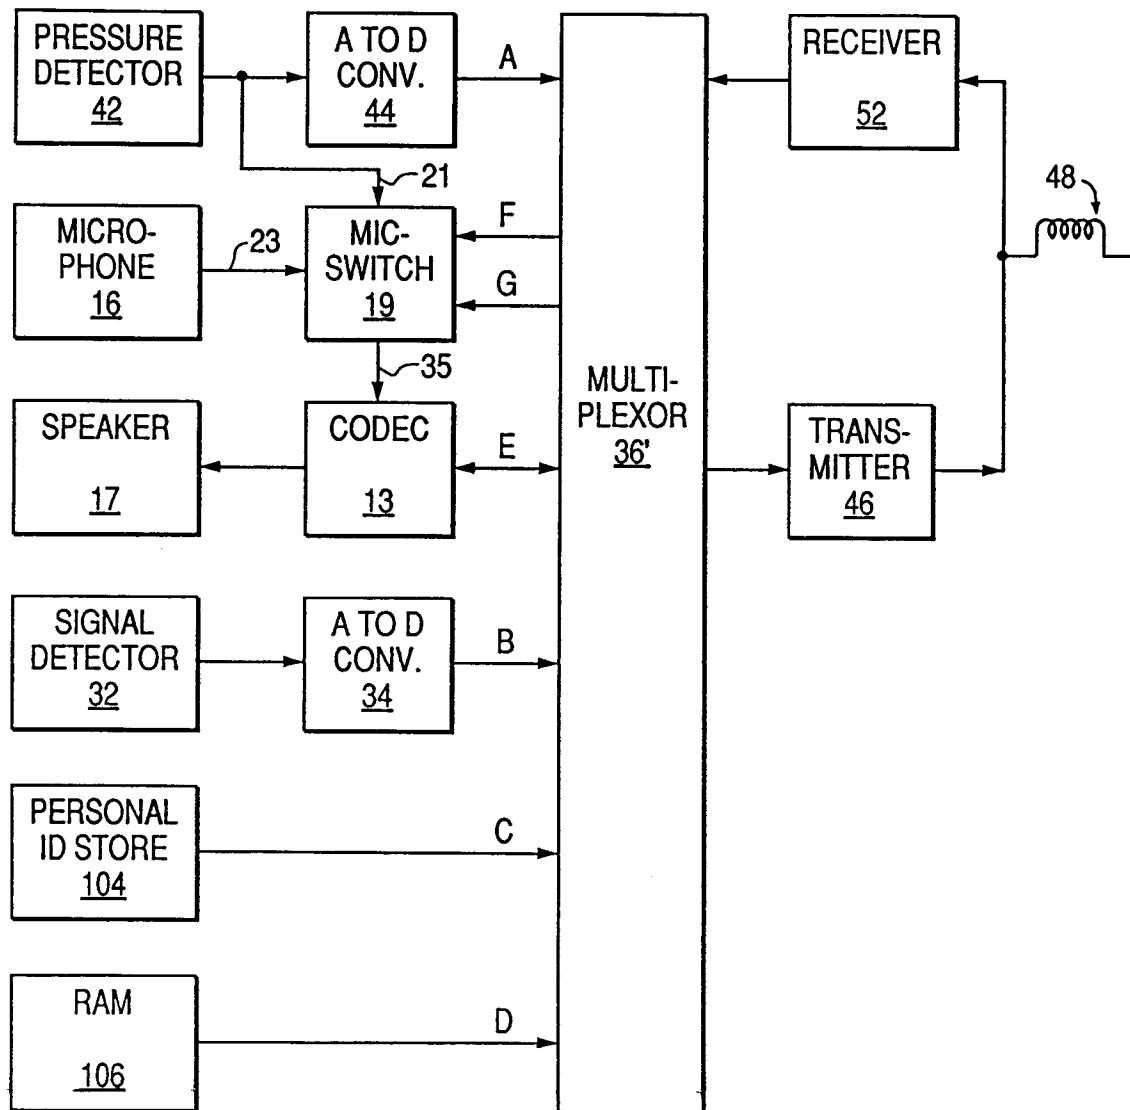 PRESSURE
DETECTOR
42
A TO D
CONV.
44
A
RECEIVER
52
21
48
MICRO-
PHONE
16
23
MIC-
SWITCH
19
F
G
35
MULTI-
PLEXOR
36'
SPEAKER
17
CODEC
13
E
TRANS-
MITTER
46
SIGNAL
DETECTOR
32
A TO D
CONV.
34
B
PERSONAL
ID STORE
104
C
RAM
106
D